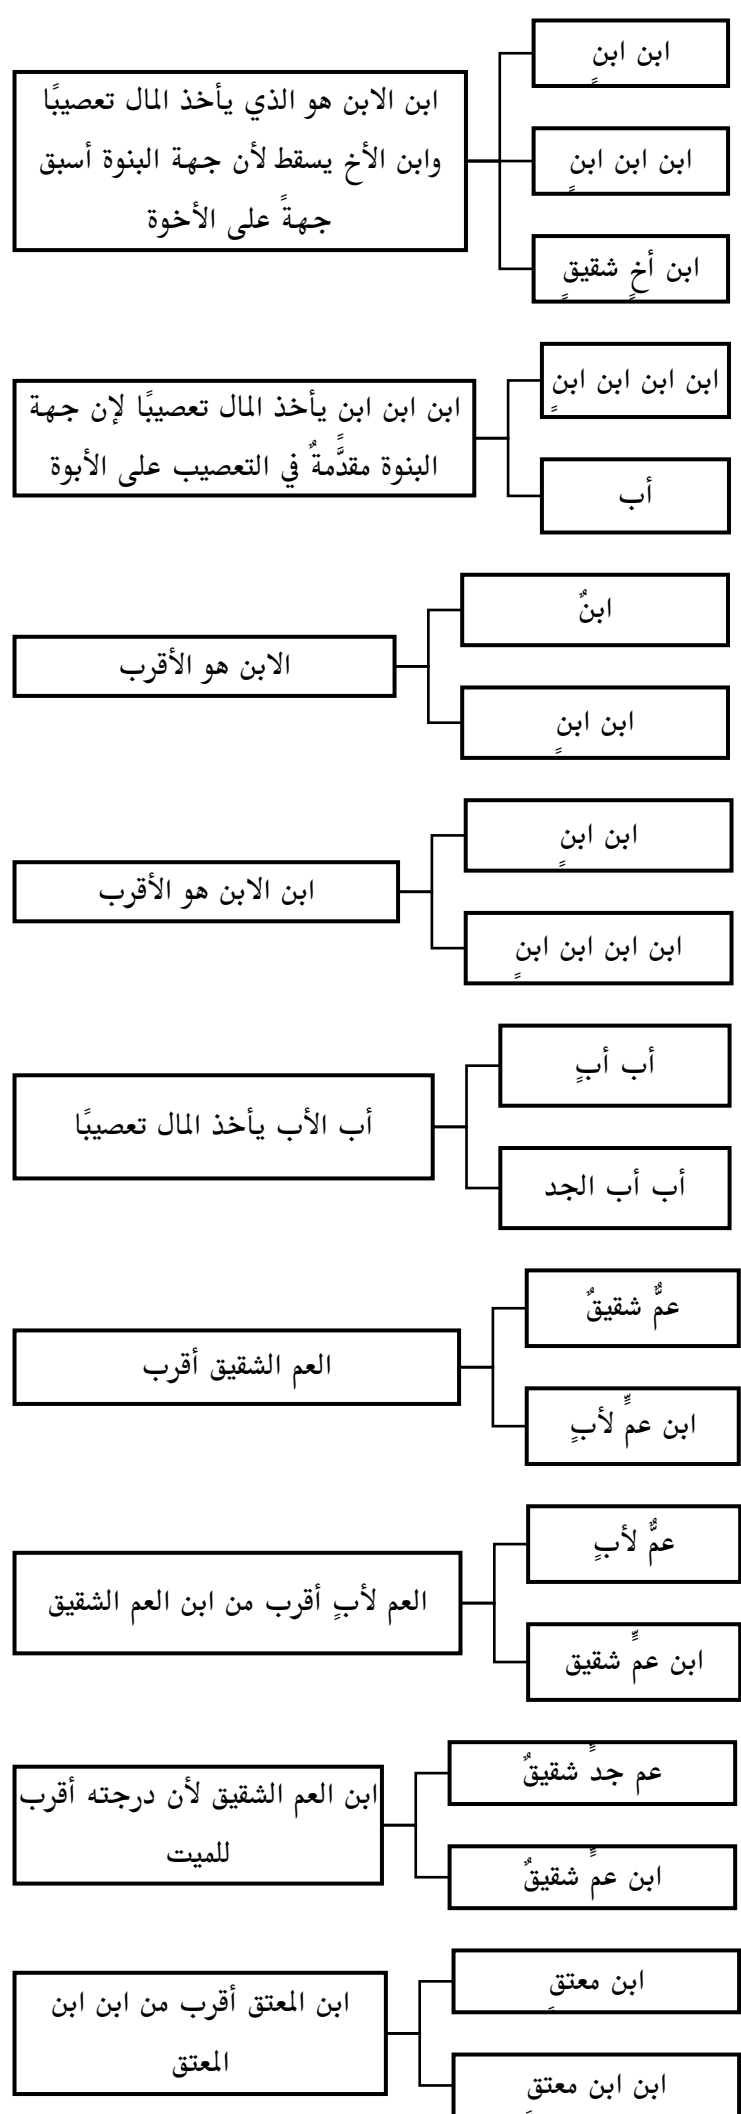 ابن ابنٍ
ابن ابن ابنٍ
ابن أخٍ شقيقٍ
ابن الابن هو الذي يأخذ المال تعصيبًا
وابن الأخ يسقط لأن جهة البنوة أسبق
جهةً على الأخوة
ابن ابن ابن ابنٍ
أب
ابن ابن ابنٍ يأخذ المال تعصيبًا لإن جهة
البنوة مقدَّمةٌ في التعصيب على الأبوة
ابنٌ
ابن ابنٍ
الابن هو الأقرب
ابن ابنٍ
ابن ابن ابن ابنٍ
ابن الابن هو الأقرب
أب أبٍ
أب أب الجد
أب الأب يأخذ المال تعصيبًا
عمٌّ شقيقٌ
ابن عمٍّ لأبٍ
العم الشقيق أقرب
عمٌّ لأبٍ
ابن عمٍّ شقيق
العم لأبٍ أقرب من ابن العم الشقيق
عم جدٍّ شقيقٌ
ابن عمٍّ شقيقٌ
ابن العم الشقيق لأن درجته أقرب
للميت
ابن معتقٍ
ابن ابن معتقٍ
ابن المعتق أقرب من ابن ابن
المعتق